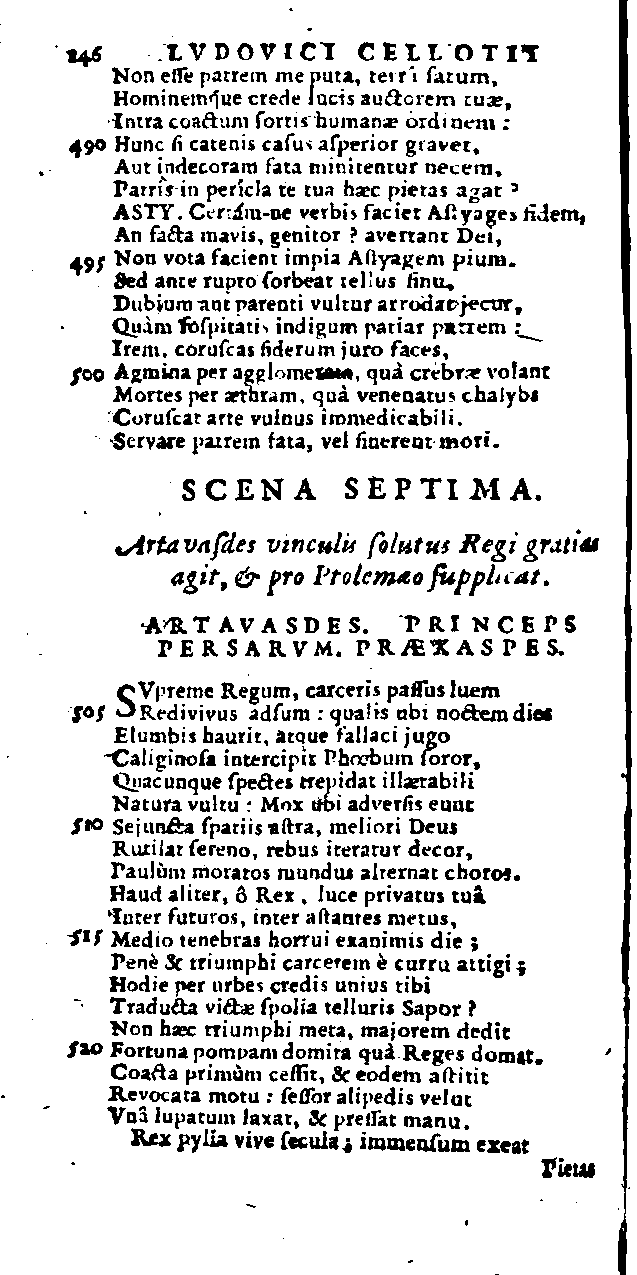 246 LVDOVICI CELLOTII
Non eſſe patrem me puta, terri ſatum,
Hominemque crede lucis auctorem tuæ,
Intra coactum ſortis humanæ ordinem :
490 Hunc ſi catenis caſus aſperior gravet,
Aut indecoram fata minitentur necem,
Patris in pericla te tua hæc pietas agat ?
ASTY. Certám-ne verbis faciet Aſtyages fidem,
An facta mavis, genitor ? avertant Dei,
495 Non vota facient impia Aſtyagem pium.
Sed ante rupto ſorbeat tellus ſinu,
Dubium aut parenti vultur arrodat jecur,
Quàm ſoſpitatis indigum patiar patrem :
Irem, coruſcas ſiderum juro faces,
500 Agmina per agglomerata, quà crebræ volant
Mortes per æthram, quà venenatus chalybs
Coruſcat arte vulnus immedicabili.
Servare patrem fata, vel ſinerent mori.
SCENA SEPTIMA.
Artavaſdes vinculis ſolutus Regi gratias
agit, & pro Ptolemæo ſupplicat.
ARTAVASDES. PRINCEPS
PERSARVM. PRÆXASPES.
SVpreme Regum, carceris paſſus luem
505 Redivivus adſum : qualis ubi noctem dies
Elumbis haurit, atque fallaci jugo
Caliginoſa intercipit Phœbum ſoror,
Quacunque ſpectes trepidat illætabili
Natura vultu : Mox ubi adverſis eunt
510 Sejuncta ſpatiis aſtra, meliori Deus
Rutilat ſereno, rebus iteratur decor,
Paulùm moratos mundus alternat choros.
Haud aliter, ô Rex, luce privatus tuâ
Inter futuros, inter aſtantes metus,
515 Medio tenebras horrui exanimis die ;
Penè & triumphi carcerem è curru attigi ;
Hodie per urbes credis unius tibi
Traducta victæ ſpolia telluris Sapor ?
Non hæc triumphi meta, majorem dedit
520 Fortuna pompam domita quâ Reges domat.
Coacta primùm ceſſit, & eodem aſtitit
Revocata motu : ſeſſor alipedis velut
Vnâ lupatum laxat, & preſſat manu.
Rex pylia vive ſecula ; immenſum exeat
Pietas